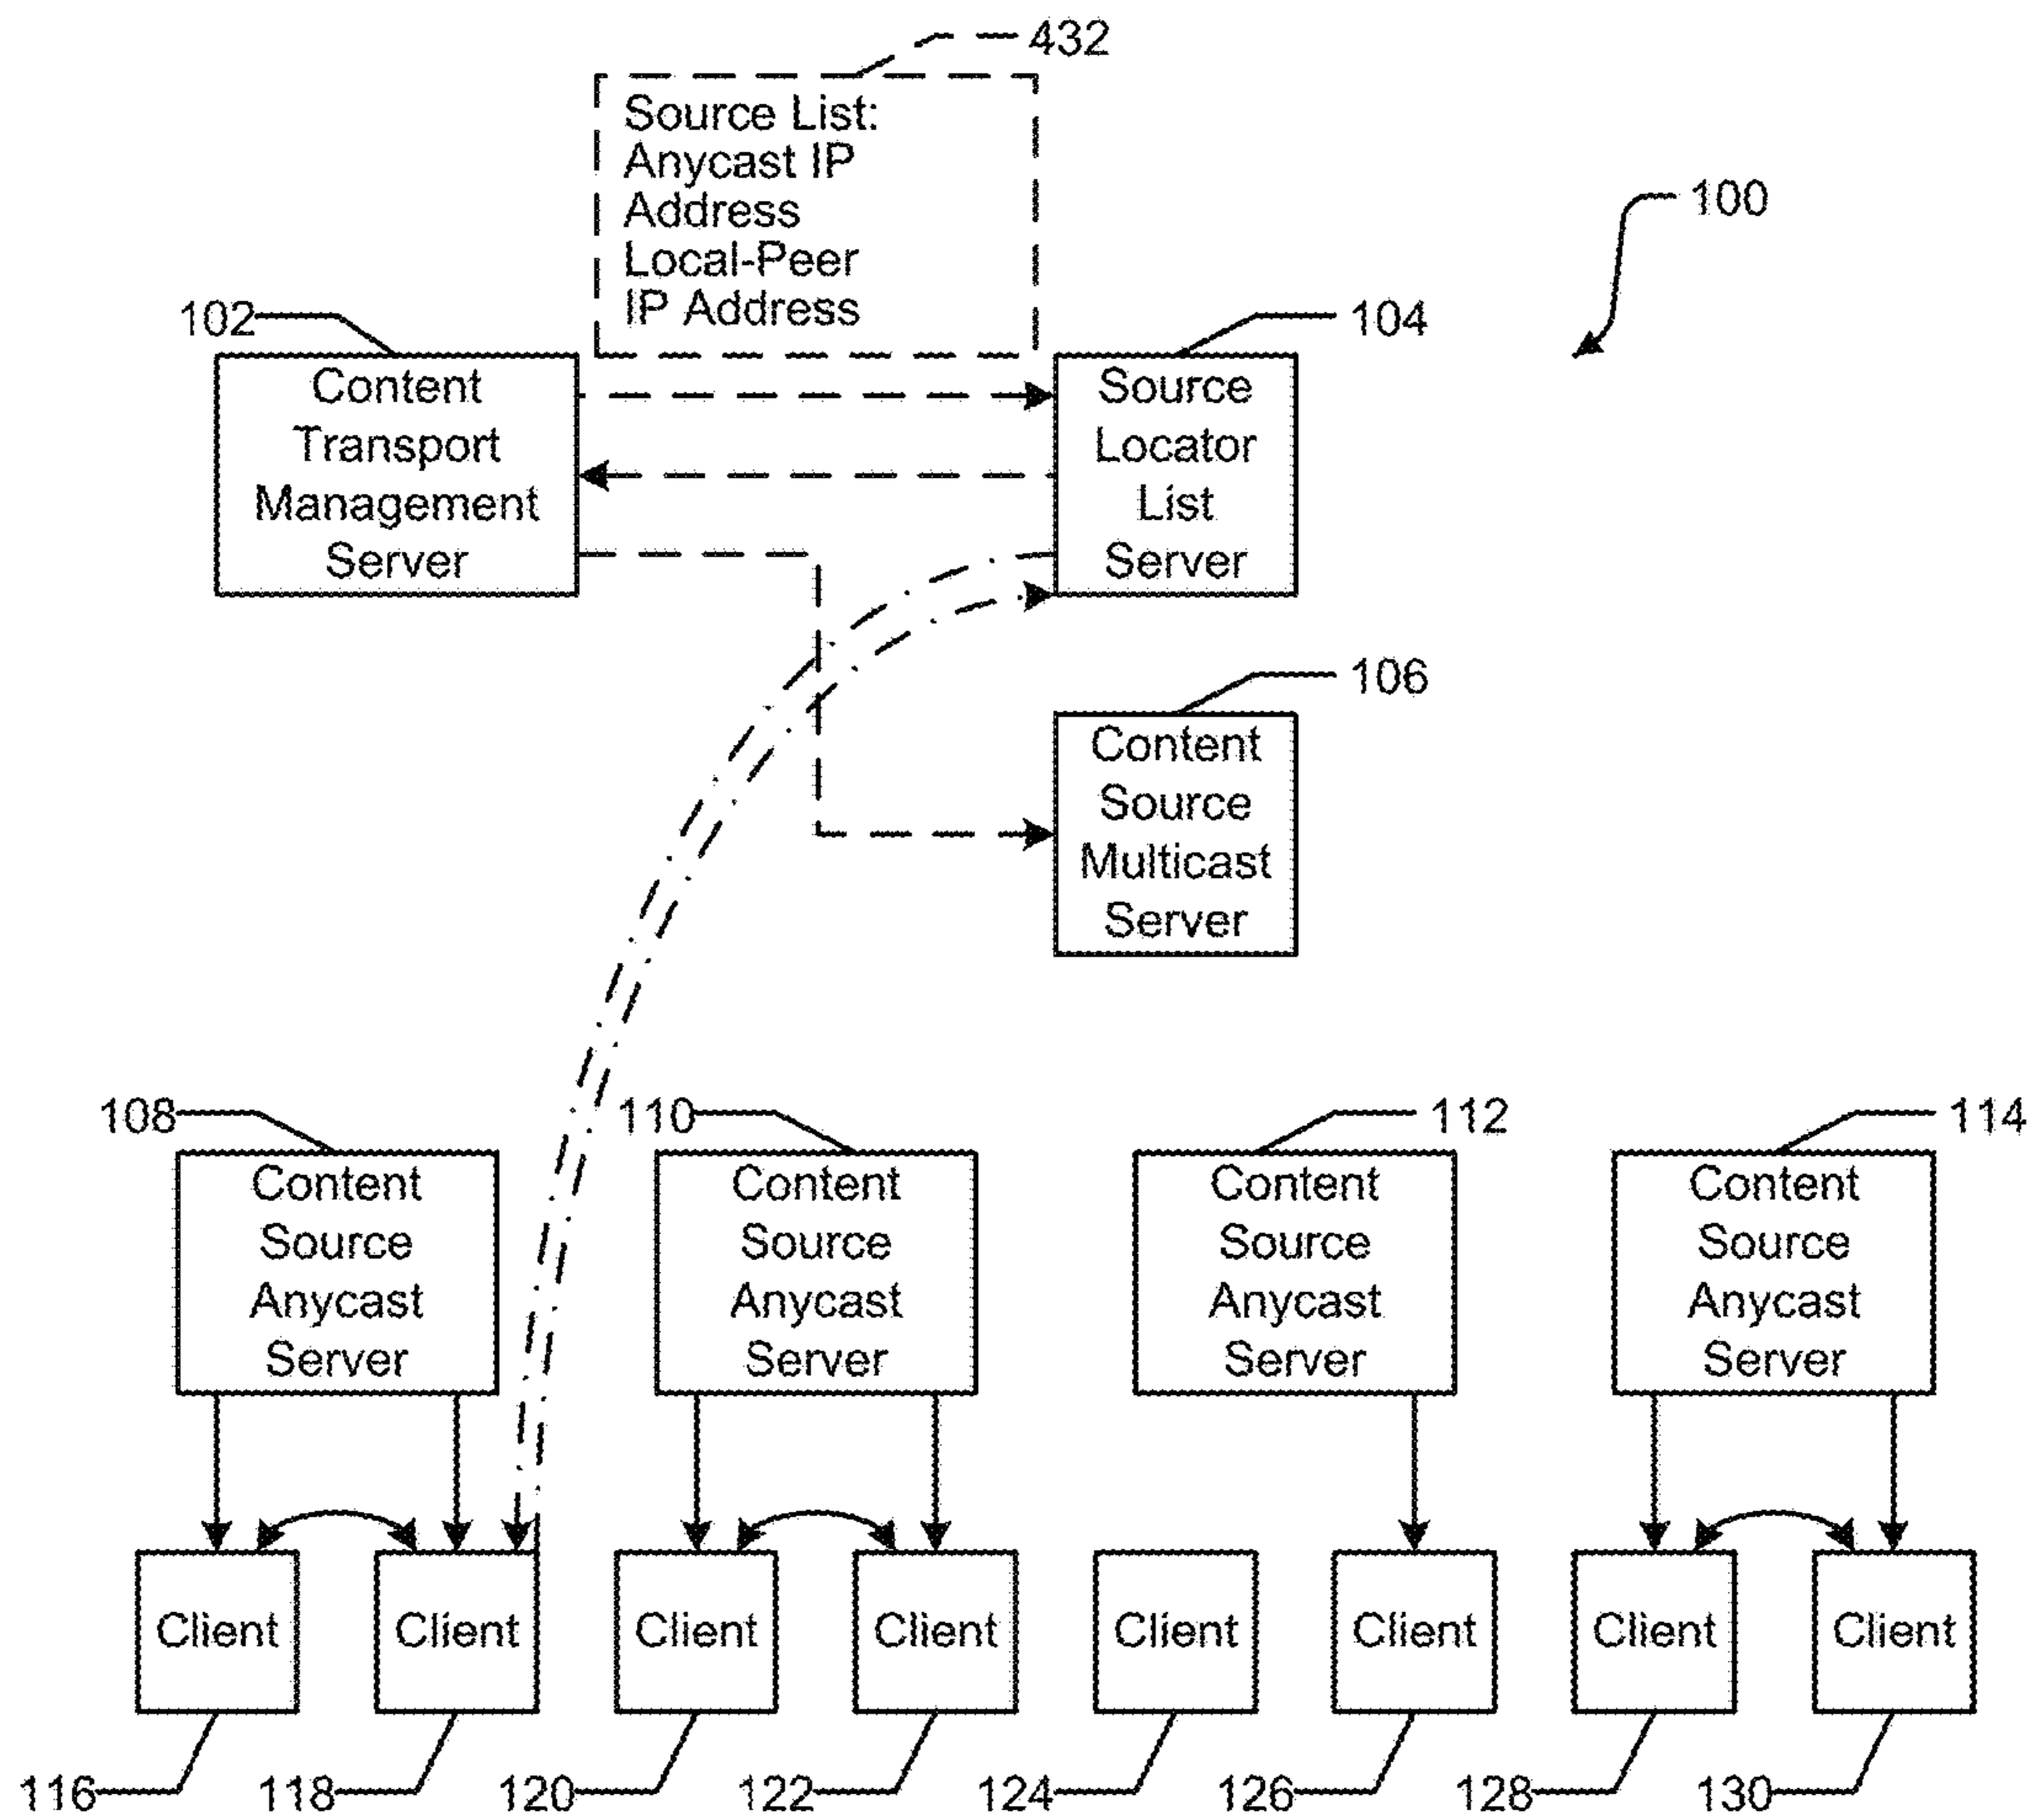 432
Source List:
Anycast IP
Address
Local-Peer
IP Address
100
102
104
Content
Transport
Management
Server
Source
Locator
List
Server
106
Content
Source
Multicast
Server
108
110
112
114
Content
Source
Anycast
Server
Content
Source
Anycast
Server
Content
Source
Anycast
Server
Content
Source
Anycast
Server
Client
Client
Client
Client
Client
Client
Client
Client
116
118
120
122
124
126
128
130